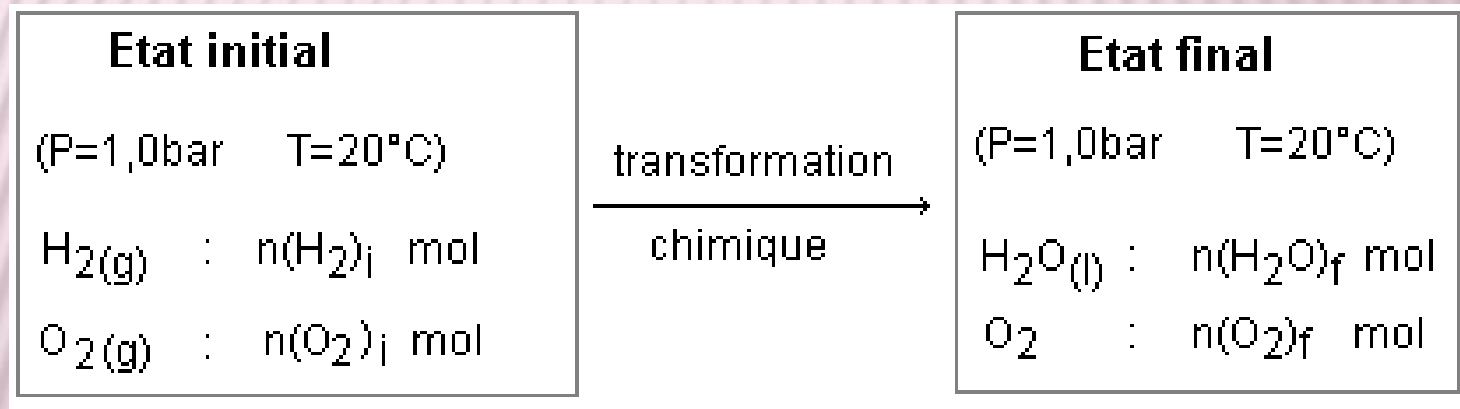 Etat initial
(P=1,0bar T=20°C)
H2(g) : n(H2)i mol
O2(g) : n(O2)i mol
transformation
chimique
Etat final
(P=1,0bar T=20°C)
H2O(l) : n(H2O)f mol
O2 : n(O2)f mol